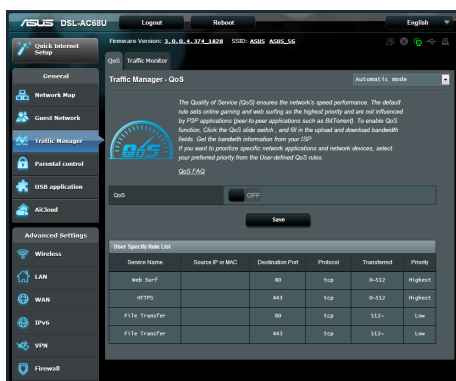 ASUS DSL-AC68U Logout Reboot English
Quick Internet Setup
Firmware Version: 3.0.0.4.374_1828 SSID: ASUS ASUS_5G
QoS Traffic Monitor
General
Network Map
Guest Network
Traffic Manager
Parental control
USB application
AiCloud
Advanced Settings
Wireless
LAN
WAN
IPv6
VPN
Firewall
Traffic Manager - QoS Automatic mode
QoS
The Quality of Service (QoS) ensures the network's speed performance. The default
rule sets online gaming and web surfing as the highest priority and are not influenced
by P2P applications (peer-to-peer applications such as BitTorrent). To enable QoS
function, Click the QoS slide switch , and fill in the upload and download bandwidth
fields. Get the bandwidth information from your ISP.
If you want to prioritize specific network applications and network devices, select
your preferred priority from the User-defined QoS rules.
QoS FAQ
QoS OFF
Save
User Specify Rule List
Service Name Source IP or MAC Destination Port Protocol Transferred Priority
Web Surf 80 tcp 0~512 Highest
HTTPS 443 tcp 0~512 Highest
File Transfer 80 tcp 512~ Low
File Transfer 443 tcp 512~ Low